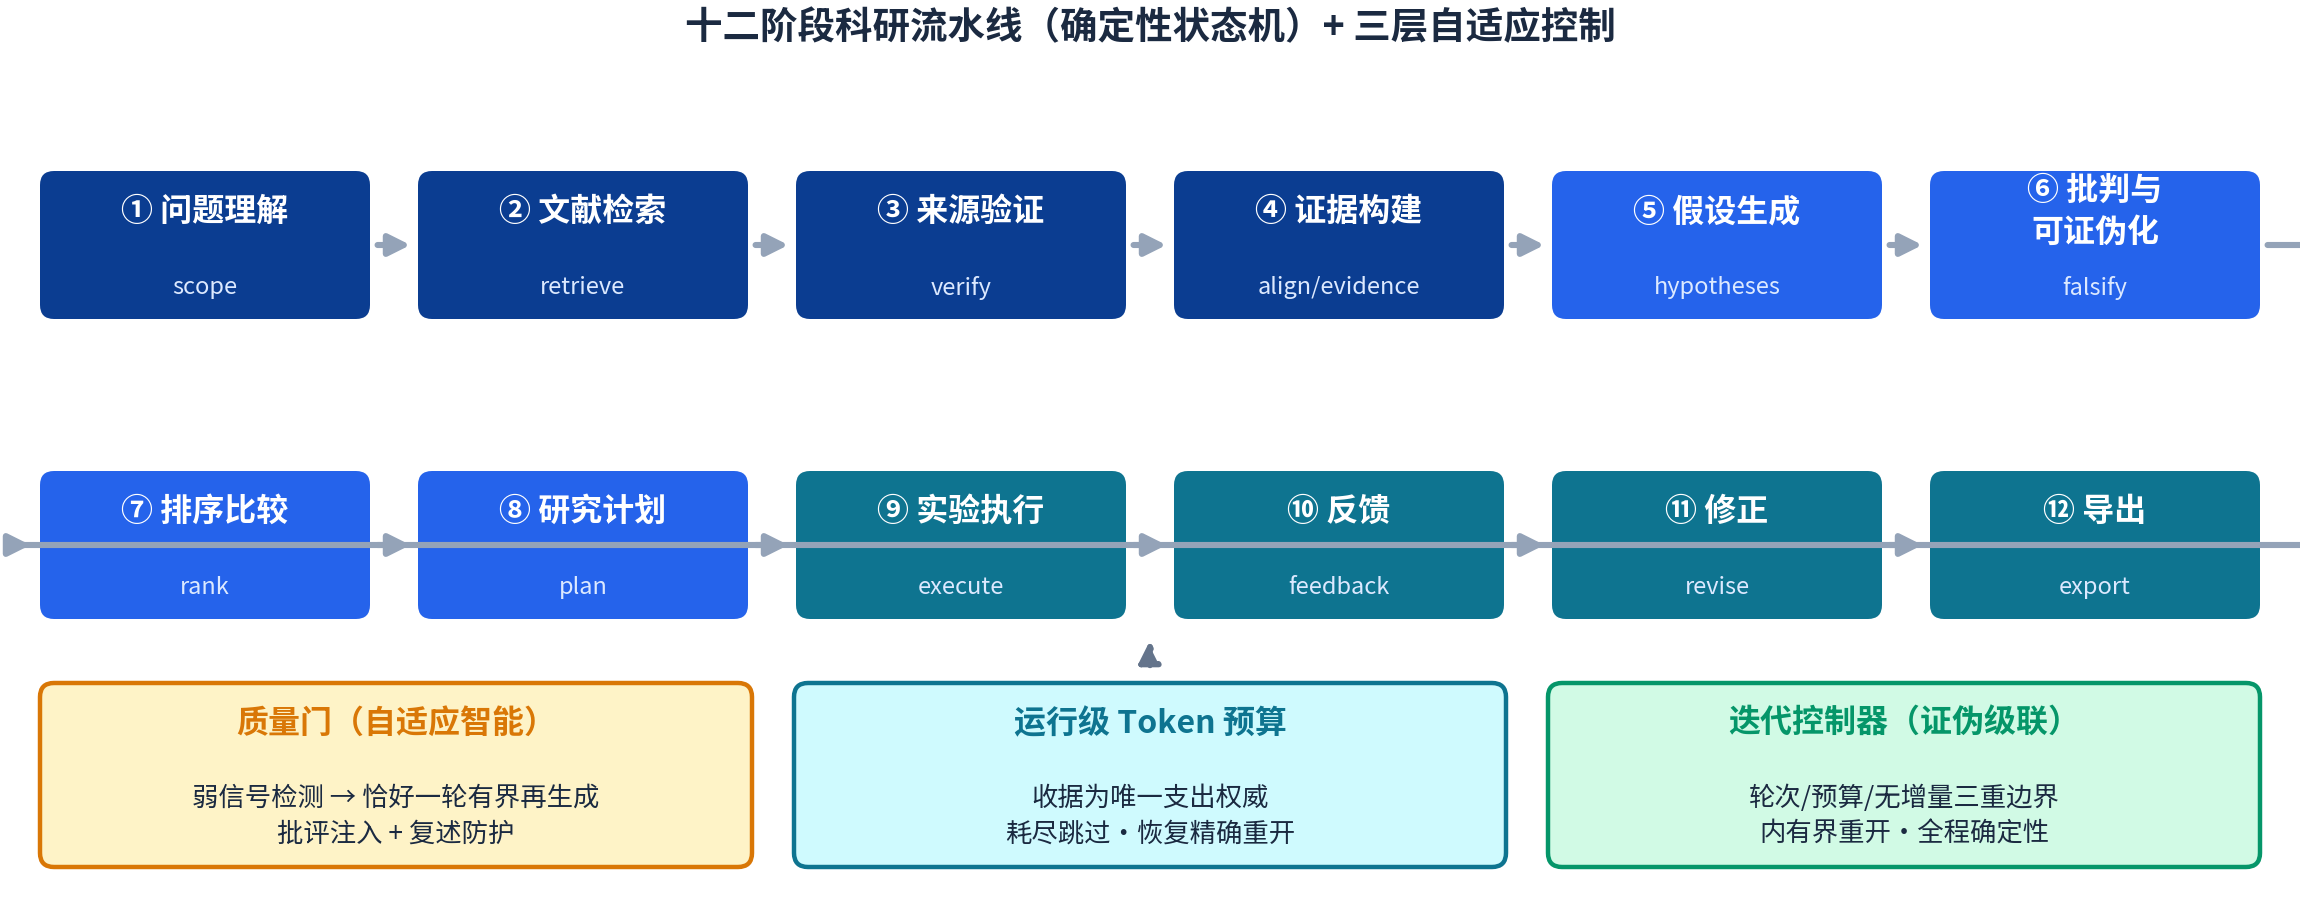 十二阶段科研流水线（确定性状态机）+ 三层自适应控制
① 问题理解
scope
② 文献检索
retrieve
③ 来源验证
verify
④ 证据构建
align/evidence
⑤ 假设生成
hypotheses
⑥ 批判与
可证伪化
falsify
⑦ 排序比较
rank
⑧ 研究计划
plan
⑨ 实验执行
execute
⑩ 反馈
feedback
⑪ 修正
revise
⑫ 导出
export
质量门（自适应智能）
弱信号检测 → 恰好一轮有界再生成
批评注入 + 复述防护
运行级 Token 预算
收据为唯一支出权威
耗尽跳过・恢复精确重开
迭代控制器（证伪级联）
轮次/预算/无增量三重边界
内有界重开・全程确定性